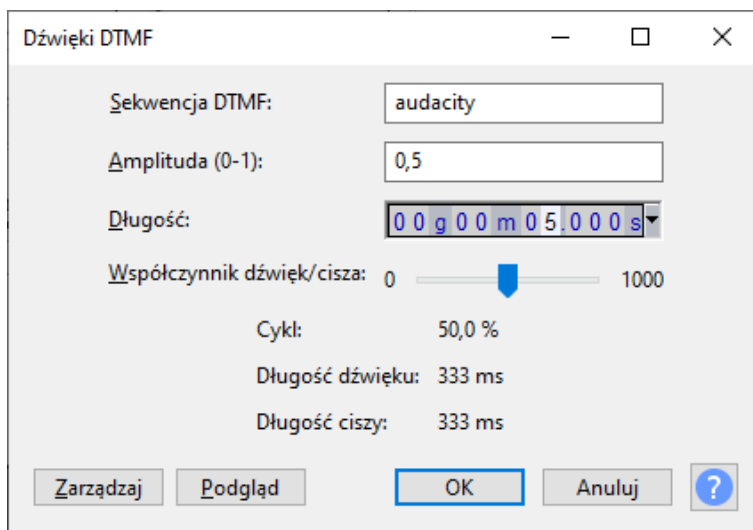 Dźwięki DTMF
Sekwencja DTMF: audacity
Amplituda (0-1): 0,5
Długość: 00g00m05.000s
Współczynnik dźwięk/cisza: 0 1000
Cykl: 50,0 %
Długość dźwięku: 333 ms
Długość ciszy: 333 ms
Zarządzaj Podgląd OK Anuluj ?